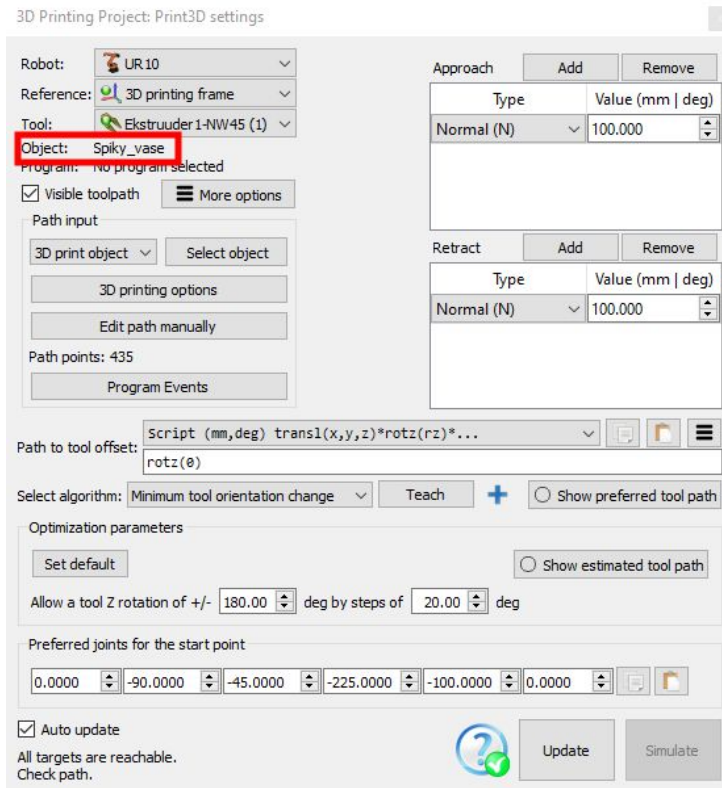 3D Printing Project: Print3D settings
Robot: UR10
Reference: 3D printing frame
Tool: Ekstruuder1-NW45 (1)
Object: Spiky_vase
Program: No program selected
Visible toolpath More options
Path input
3D print object Select object
3D printing options
Edit path manually
Path points: 435
Program Events
Approach Add Remove
Type Value (mm | deg)
Normal (N) 100.000
Retract Add Remove
Type Value (mm | deg)
Normal (N) 100.000
Path to tool offset: Script (mm,deg) transl(x,y,z)*rotz(rz)*...
rotz(0)
Select algorithm: Minimum tool orientation change Teach Show preferred tool path
Optimization parameters
Set default Show estimated tool path
Allow a tool Z rotation of +/- 180.00 deg by steps of 20.00 deg
Preferred joints for the start point
0.0000 -90.0000 -45.0000 -225.0000 -100.0000 0.0000
Auto update
All targets are reachable.
Check path.
Update Simulate